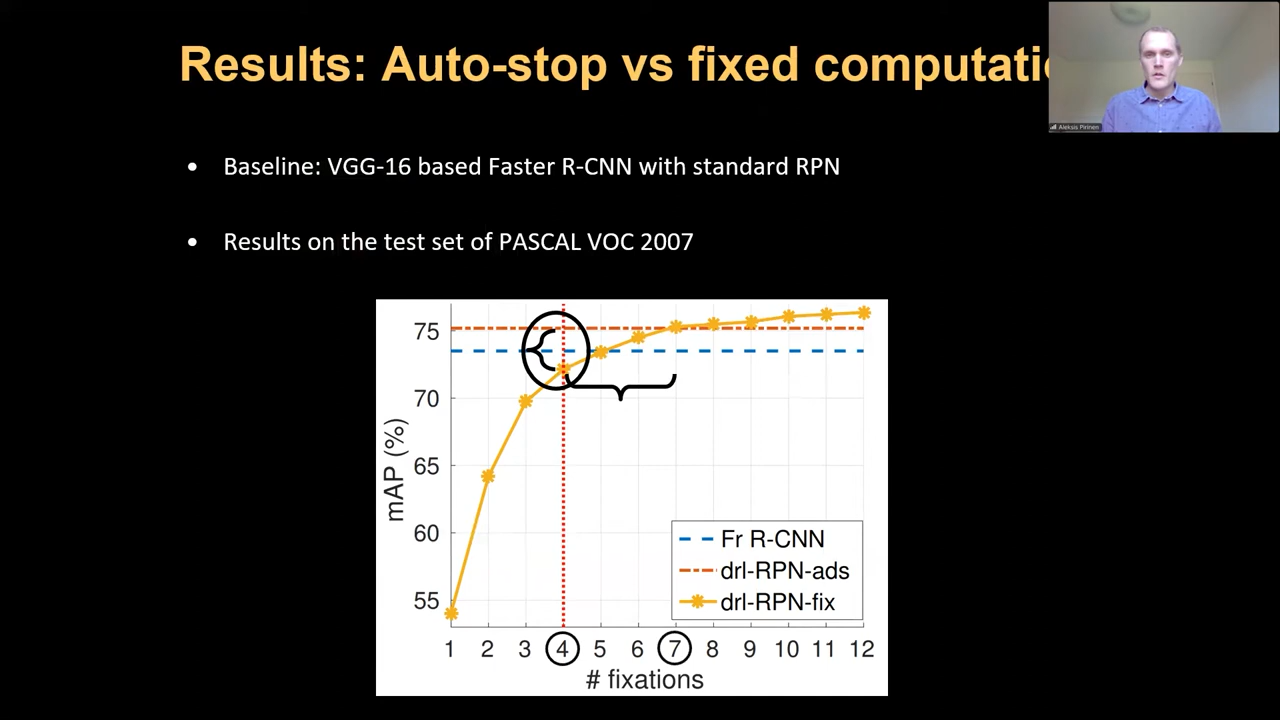 Results: Auto-stop vs fixed computati
Aleksis Pirinen
• Baseline: VGG-16 based Faster R-CNN with standard RPN
• Results on the test set of PASCAL VOC 2007
75
70
65
60
55
mAP (%)
Fr R-CNN
drl-RPN-ads
drl-RPN-fix
1 2 3 4 5 6 7 8 9 10 11 12
# fixations